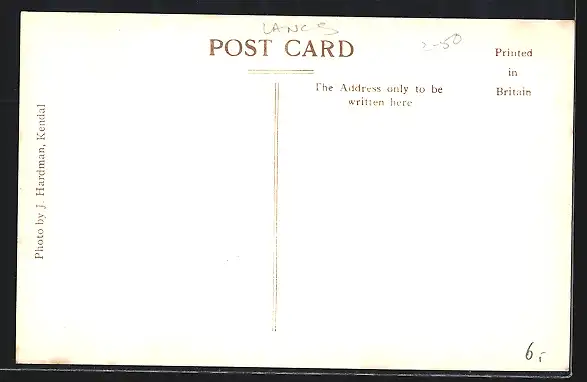 LANCS
POST CARD
2-50
Printed
in
Britain
The Address only to be
written here
Photo by J. Hardman, Kendal
6,-